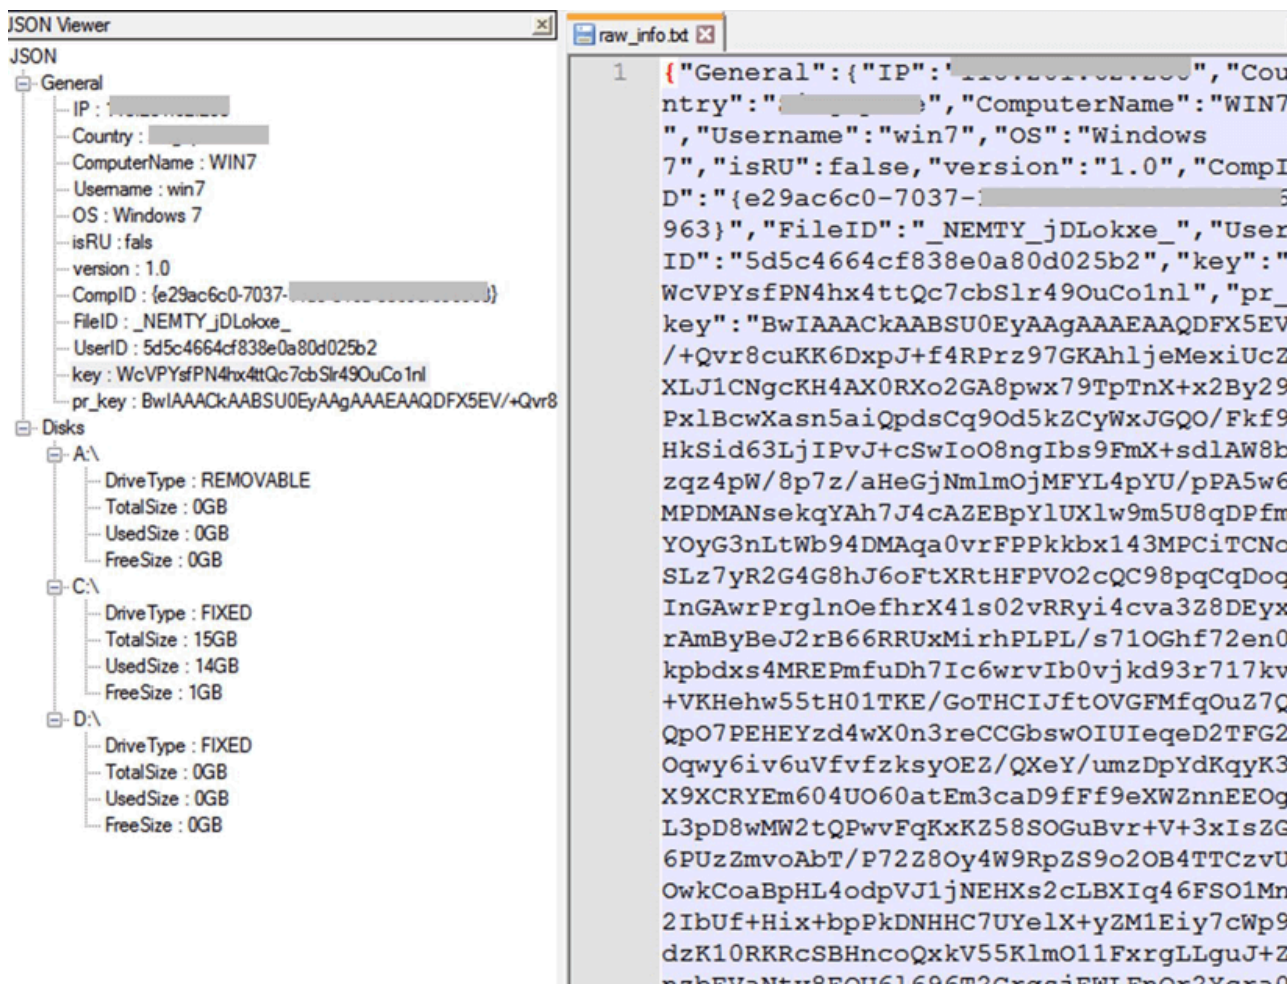 JSON Viewer
JSON
General
IP :
Country :
ComputerName : WIN7
Username : win7
OS : Windows 7
isRU : fals
version : 1.0
CompID : {e29ac6c0-7037-
FileID : _NEMTY_jDLokxe_
UserID : 5d5c4664cf838e0a80d025b2
key : WcVPYsfPN4hx4ttQc7cbSlr49OuCo1nl
pr_key : BwIAAACkAABSU0EyAAgAAAEAAQDFX5EV/+Qvr8
Disks
A:\
DriveType : REMOVABLE
TotalSize : 0GB
UsedSize : 0GB
FreeSize : 0GB
C:\
DriveType : FIXED
TotalSize : 15GB
UsedSize : 14GB
FreeSize : 1GB
D:\
DriveType : FIXED
TotalSize : 0GB
UsedSize : 0GB
FreeSize : 0GB
raw_info.txt
1
{"General":{"IP":" ","Cou
ntry":" ","ComputerName":"WIN7
","Username":"win7","OS":"Windows
7","isRU":false,"version":"1.0","CompI
D":"{e29ac6c0-7037-
963}","FileID":"_NEMTY_jDLokxe_","User
ID":"5d5c4664cf838e0a80d025b2","key":"
WcVPYsfPN4hx4ttQc7cbSlr49OuCo1nl","pr_
key":"BwIAAACkAABSU0EyAAgAAAEAAQDFX5EV
/+Qvr8cuKK6DxpJ+f4RPrz97GKAhljeMexiUcZ
XLJ1CNgcKH4AX0RXo2GA8pwx79TpTnX+x2By29
PxlBcwXasn5aiQpdsCq9Od5kZCyWxJGQO/Fkf9
HkSid63LjIPvJ+cSwIoO8ngIbs9FmX+sdlAW8b
zqz4pW/8p7z/aHeGjNmlmOjMFYL4pYU/pPA5w6
MPDMANsekqYAh7J4cAZEBpYlUXlw9m5U8qDPfm
YOyG3nLtWb94DMAqa0vrFPPkkbx143MPCiTCNo
SLz7yR2G4G8hJ6oFtXRtHFPVO2cQC98pqCqDoq
InGAwrPrglnOefhrX41s02vRRyi4cva3Z8DEyx
rAmByBeJ2rB66RRUxMirhPLPL/s71OGhf72en0
kpbdxs4MREPmfuDh7Ic6wrvIb0vjkd93r717kv
+VKHehw55tH01TKE/GoTHCIJftOVGFMfqOuZ7Q
QpO7PEHEYzd4wX0n3reCCGbswOIUIeqeD2TFG2
Oqwy6iv6uVfvfzksyOEZ/QXeY/umzDpYdKqyK3
X9XCRYEm604UO60atEm3caD9fFf9eXWZnnEEOg
L3pD8wMW2tQPwvFqKxKZ58SOGuBvr+V+3xIsZG
6PUzZmvoAbT/P72Z8Oy4W9RpZS9o2OB4TTCzvU
OwkCoaBpHL4odpVJ1jNEHXs2cLBXIq46FSO1Mn
2IbUf+Hix+bpPkDNHHC7UYelX+yZM1Eiy7cWp9
dzK10RKRcSBHncoQxkV55KlmO11FxrgLLguJ+Z